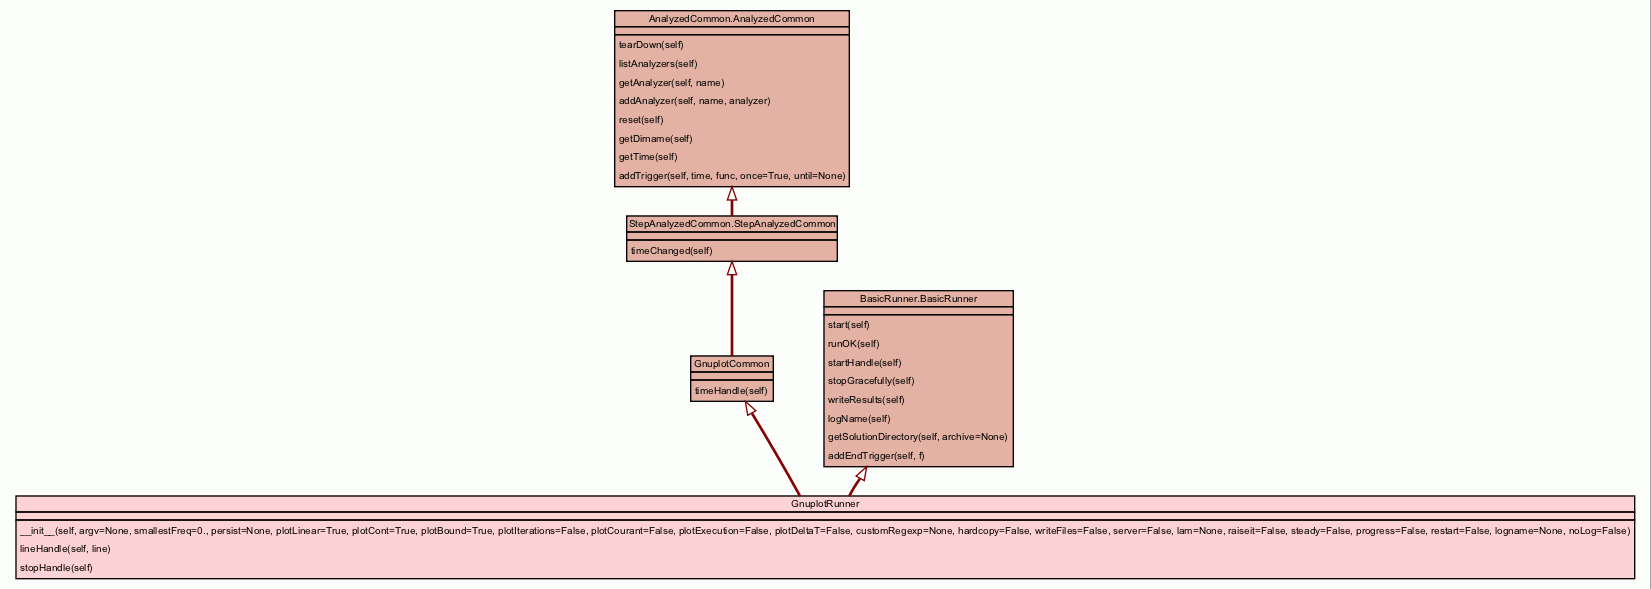 AnalyzedCommon.AnalyzedCommon
tearDown(self)
listAnalyzers(self)
getAnalyzer(self, name)
addAnalyzer(self, name, analyzer)
reset(self)
getDirname(self)
getTime(self)
addTrigger(self, time, func, once=True, until=None)
StepAnalyzedCommon.StepAnalyzedCommon
timeChanged(self)
GnuplotCommon
timeHandle(self)
BasicRunner.BasicRunner
start(self)
runOK(self)
startHandle(self)
stopGracefully(self)
writeResults(self)
logName(self)
getSolutionDirectory(self, archive=None)
addEndTrigger(self, f)
GnuplotRunner
__init__(self, argv=None, smallestFreq=0., persist=None, plotLinear=True, plotCont=True, plotBound=True, plotIterations=False, plotCourant=False, plotExecution=False, plotDeltaT=False, customRegexp=None, hardcopy=False, writeFiles=False, server=False, lam=None, raiseit=False, steady=False, progress=False, restart=False, logname=None, noLog=False)
lineHandle(self, line)
stopHandle(self)